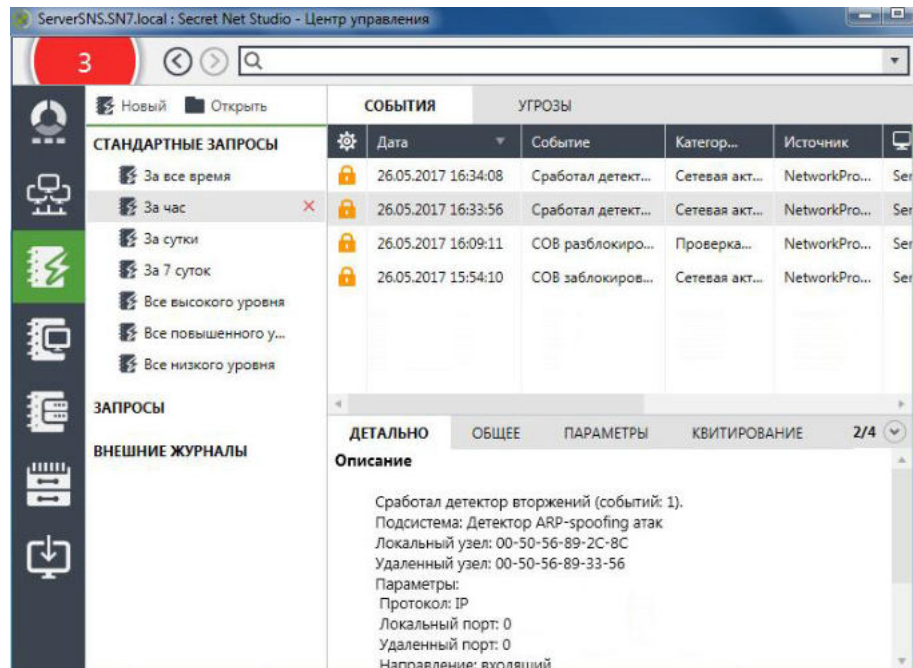 ServerSNS.SN7.local : Secret Net Studio - Центр управления
3
Новый Открыть
СТАНДАРТНЫЕ ЗАПРОСЫ
За все время
За час
За сутки
За 7 суток
Все высокого уровня
Все повышенного у...
Все низкого уровня
ЗАПРОСЫ
ВНЕШНИЕ ЖУРНАЛЫ
СОБЫТИЯ УГРОЗЫ
Дата Событие Категор... Источник
26.05.2017 16:34:08 Сработал детект... Сетевая акт... NetworkPro... Ser
26.05.2017 16:33:56 Сработал детект... Сетевая акт... NetworkPro... Ser
26.05.2017 16:09:11 СОВ разблокиро... Проверка... NetworkPro... Ser
26.05.2017 15:54:10 СОВ заблокиров... Сетевая акт... NetworkPro... Ser
ДЕТАЛЬНО ОБЩЕЕ ПАРАМЕТРЫ КВИТИРОВАНИЕ 2/4
Описание
Сработал детектор вторжений (событий: 1).
Подсистема: Детектор ARP-spoofing атак
Локальный узел: 00-50-56-89-2C-8C
Удаленный узел: 00-50-56-89-33-56
Параметры:
Протокол: IP
Локальный порт: 0
Удаленный порт: 0
Направление: входящий